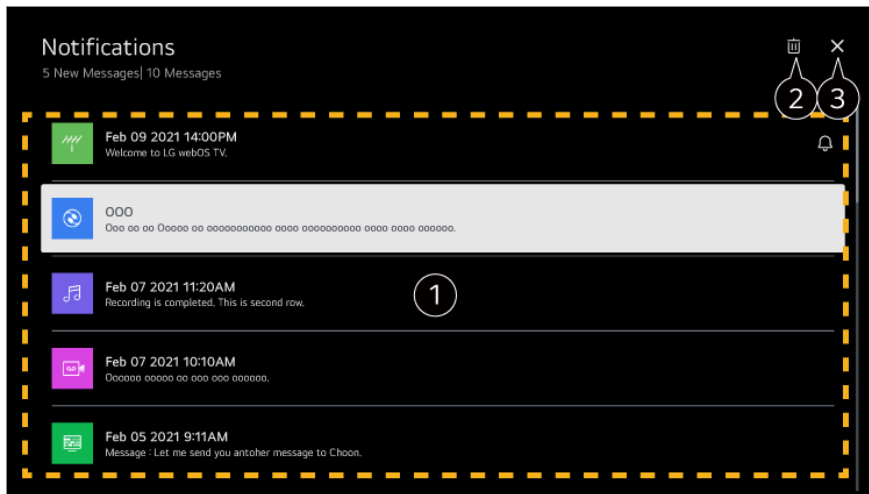 Notifications
5 New Messages| 10 Messages
2 3
Feb 09 2021 14:00PM
Welcome to LG webOS TV.
OOO
Ooo oo oo Ooooo oo ooooooooooo oooo oooooooooo oooo oooo oooooo.
Feb 07 2021 11:20AM
Recording is completed. This is second row.
1
Feb 07 2021 10:10AM
Oooooo ooooo oo ooo ooo oooooo.
Feb 05 2021 9:11AM
Message : Let me send you antoher message to Choon.